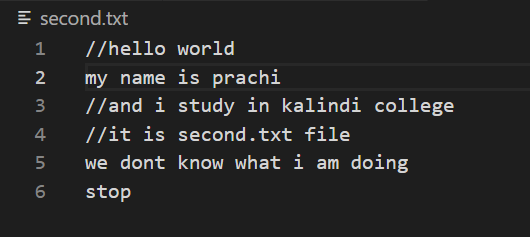 second.txt
1 //hello world
2 my name is prachi
3 //and i study in kalindi college
4 //it is second.txt file
5 we dont know what i am doing
6 stop